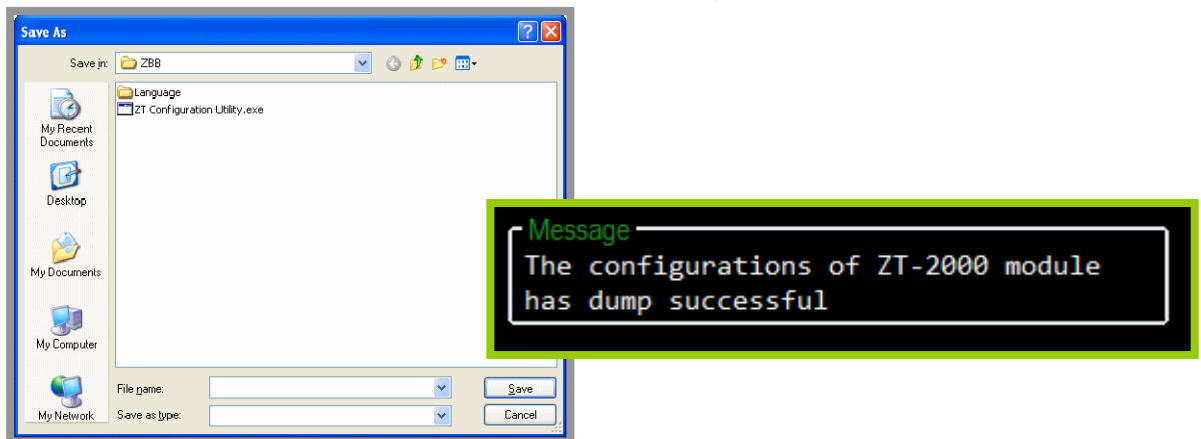 Save As
Save in: ZBB
Language
ZT Configuration Utility.exe
My Recent
Documents
Desktop
My Documents
My Computer
My Network
File name:
Save
Save as type:
Cancel
Message
The configurations of ZT-2000 module
has dump successful